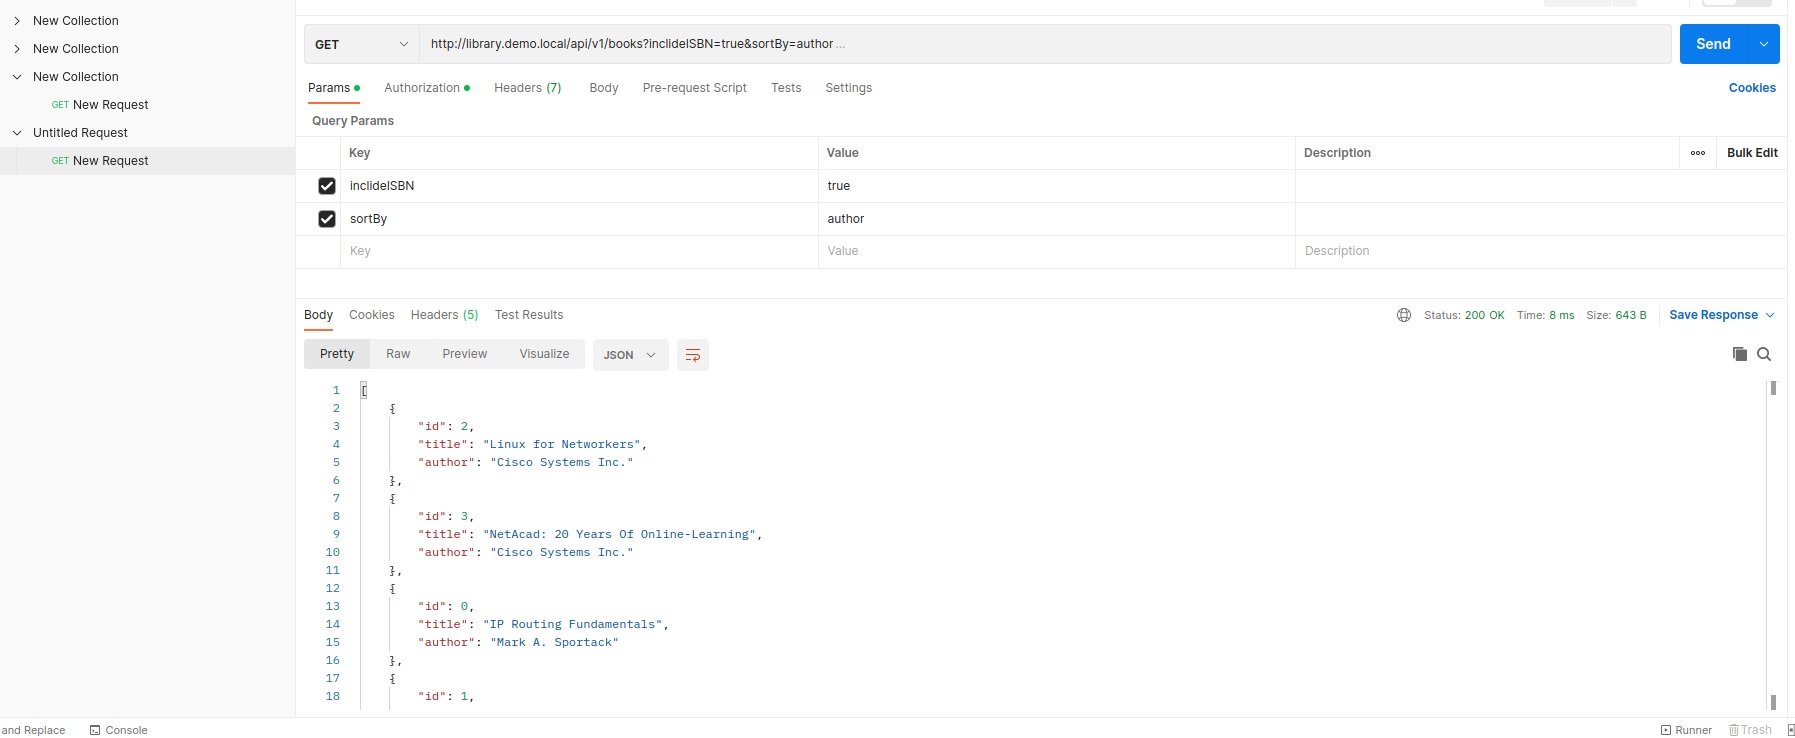 New Collection
New Collection
New Collection
GET New Request
Untitled Request
GET New Request
GET
http://library.demo.local/api/v1/books?inclideISBN=true&sortBy=author ...
Send
Params
Authorization
Headers (7)
Body
Pre-request Script
Tests
Settings
Cookies
Query Params
Key Value Description Bulk Edit
inclideISBN true
sortBy author
Key Value Description
Body Cookies Headers (5) Test Results
Status: 200 OK Time: 8 ms Size: 643 B Save Response
Pretty Raw Preview Visualize JSON
1 [
2 {
3 "id": 2,
4 "title": "Linux for Networkers",
5 "author": "Cisco Systems Inc."
6 },
7 {
8 "id": 3,
9 "title": "NetAcad: 20 Years Of Online-Learning",
10 "author": "Cisco Systems Inc."
11 },
12 {
13 "id": 0,
14 "title": "IP Routing Fundamentals",
15 "author": "Mark A. Sportack"
16 },
17 {
18 "id": 1,
and Replace Console Runner Trash